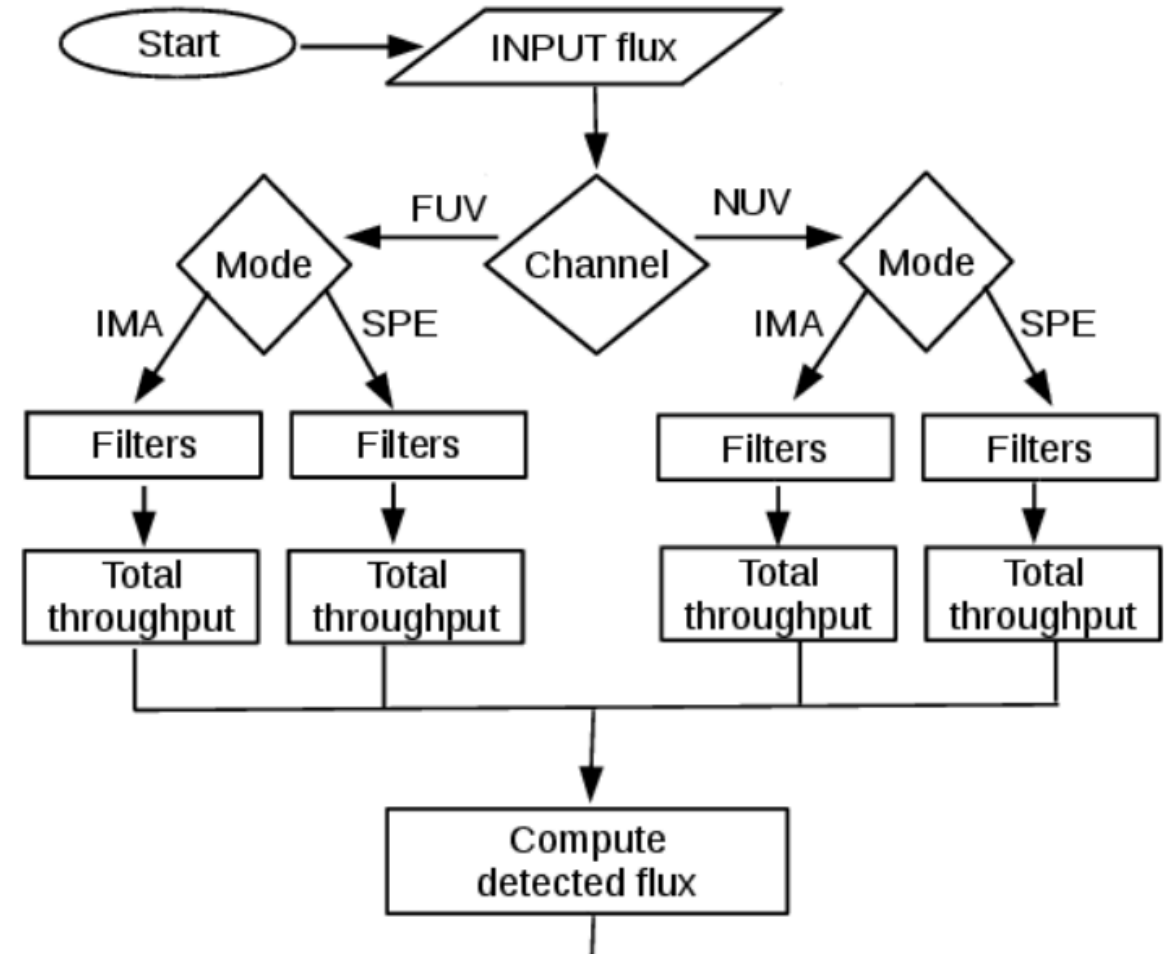 Start
INPUT flux
FUV
NUV
Mode
Channel
Mode
IMA
SPE
IMA
SPE
Filters
Filters
Filters
Filters
Total
throughput
Total
throughput
Total
throughput
Total
throughput
Compute
detected flux